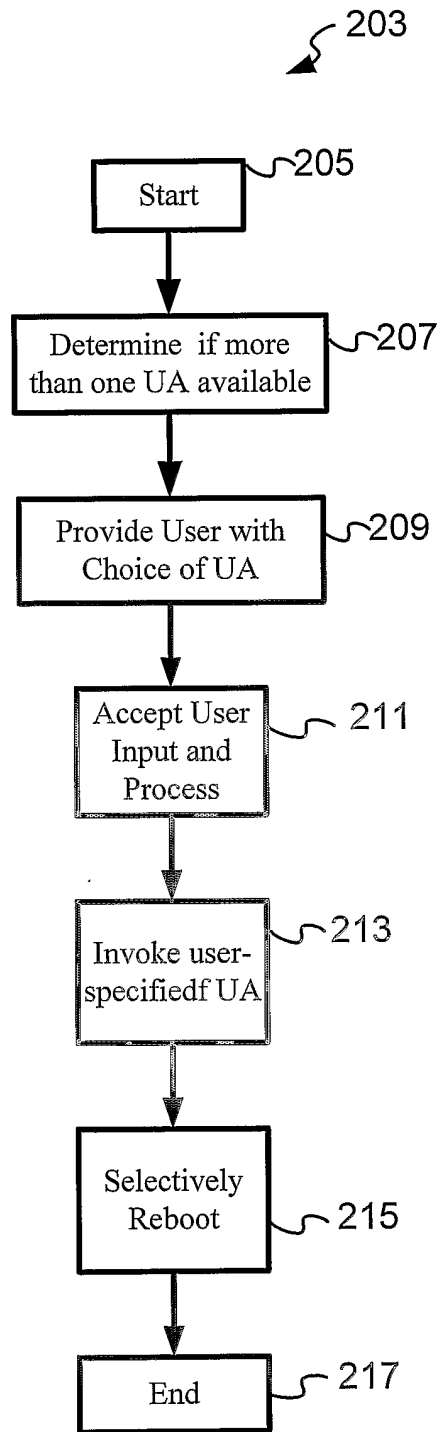 203
205
Start
207
Determine if more
than one UA available
209
Provide User with
Choice of UA
211
Accept User
Input and
Process
213
Invoke user-
specifiedf UA
Selectively
Reboot
215
217
End